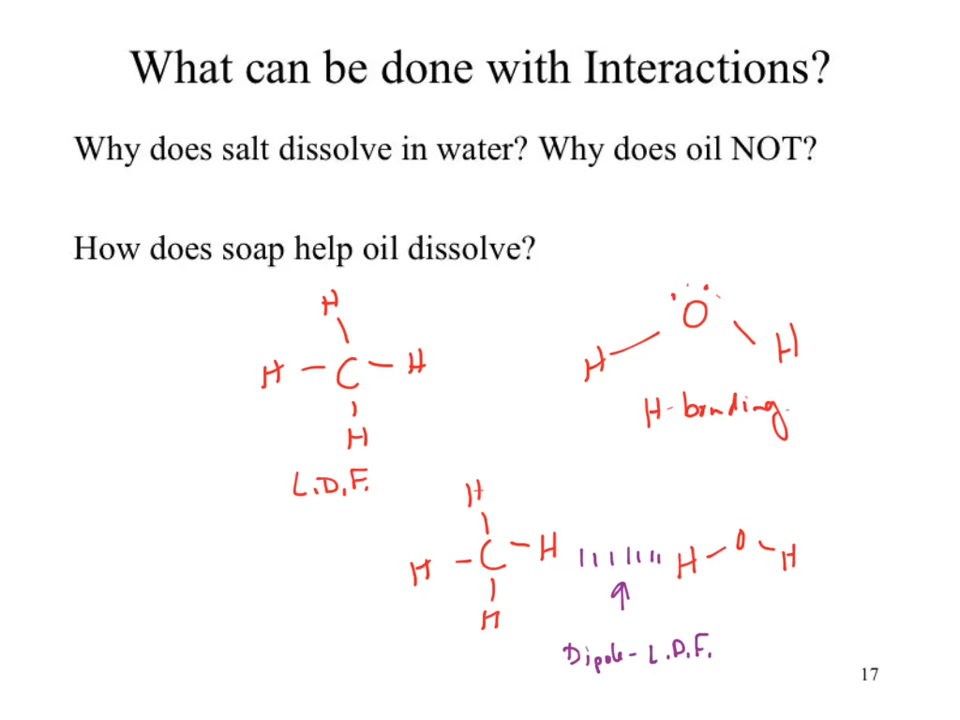 What can be done with Interactions?
Why does salt dissolve in water? Why does oil NOT?
How does soap help oil dissolve?
H
H - C - H
H
L.D.F.
O
H H
H-bonding
H
H - C - H H - O - H
H
Dipole - L.D.F.
17